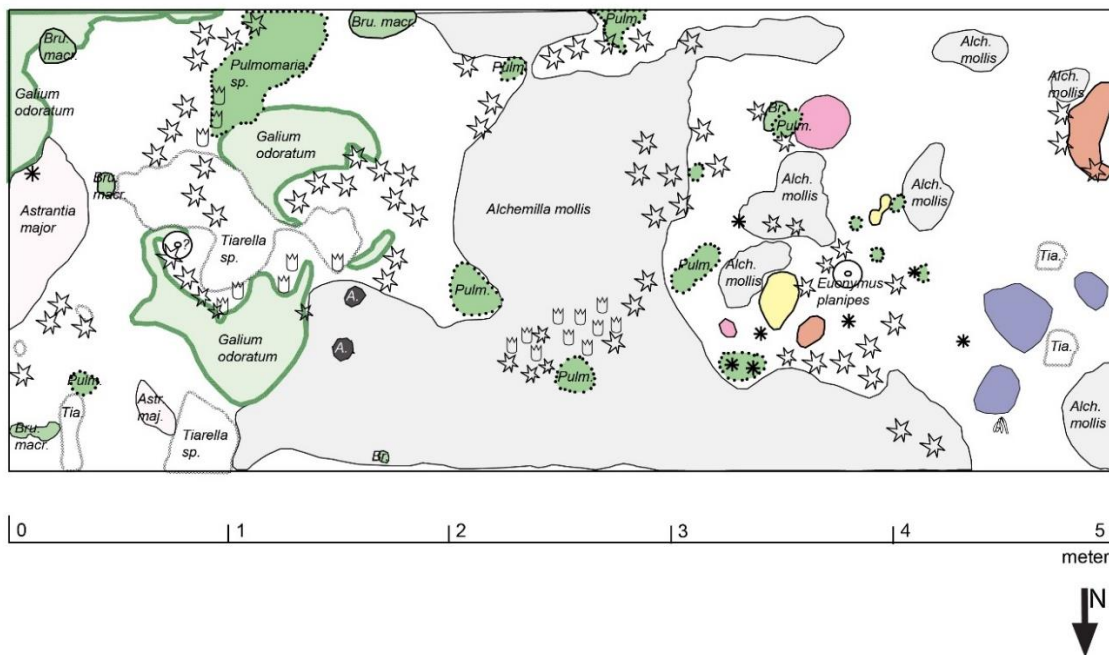 Bru.
macr.
Bru. macr.
Pulm.
Alch.
mollis
Pulmomaria
sp.
Pulm.
Alch.
mollis
Galium
odoratum
Br.
Pulm.
Galium
odoratum
Bru.
macr.
Alch.
mollis
Alch.
mollis
Astrantia
major
Alchemilla mollis
?
Tiarella
sp.
Tia.
Pulm.
Pulm.
Alch.
mollis
Euonymus
planipes
A.
Galium
odoratum
A.
Tia.
Pulm.
Pulm.
Tia.
Astr.
maj.
Alch.
mollis
Bru.
macr.
Tiarella
sp.
Br.
0 1 2 3 4 5
meter
N